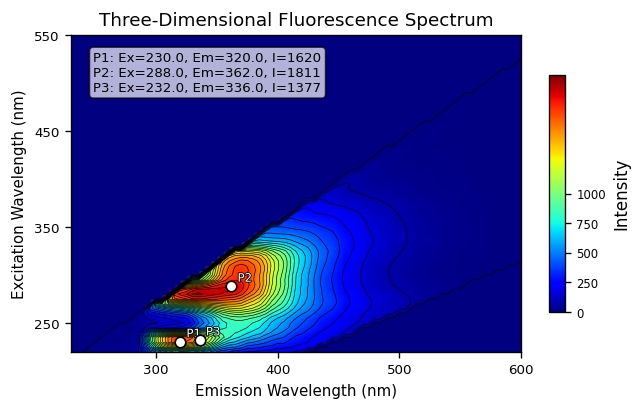 Three-Dimensional Fluorescence Spectrum
P1: Ex=230.0, Em=320.0, I=1620
P2: Ex=288.0, Em=362.0, I=1811
P3: Ex=232.0, Em=336.0, I=1377
Excitation Wavelength (nm)
550
450
350
250
P2
P1
P3
300
400
500
600
Emission Wavelength (nm)
1000
750
500
250
0
Intensity